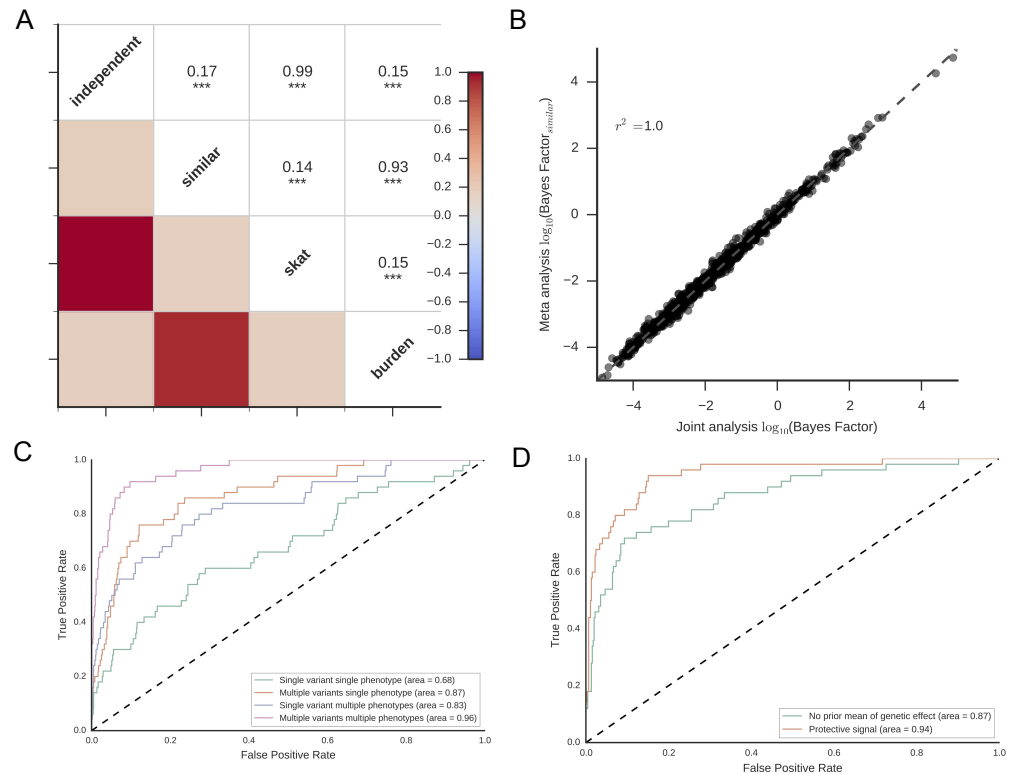 A
independent
0.17
***
0.99
***
0.15
***
similar
0.14
***
0.93
***
skat
0.15
***
burden
1.0
1.0
0.8
0.6
0.4
0.2
0.0
−0.2
−0.4
−0.6
−0.8
−1.0
B
Meta analysis log10(Bayes Factorsimilar)
4
2
0
−2
−4
r² =1.0
−4 −2 0 2 4
Joint analysis log10(Bayes Factor)
C
True Positive Rate
1.0
0.8
0.6
0.4
0.2
0.0
Single variant single phenotype (area = 0.68)
Multiple variants single phenotype (area = 0.87)
Single variant multiple phenotypes (area = 0.83)
Multiple variants multiple phenotypes (area = 0.96)
0.0 0.2 0.4 0.6 0.8 1.0
False Positive Rate
D
True Positive Rate
1.0
0.8
0.6
0.4
0.2
0.0
No prior mean of genetic effect (area = 0.87)
Protective signal (area = 0.94)
0.0 0.2 0.4 0.6 0.8 1.0
False Positive Rate